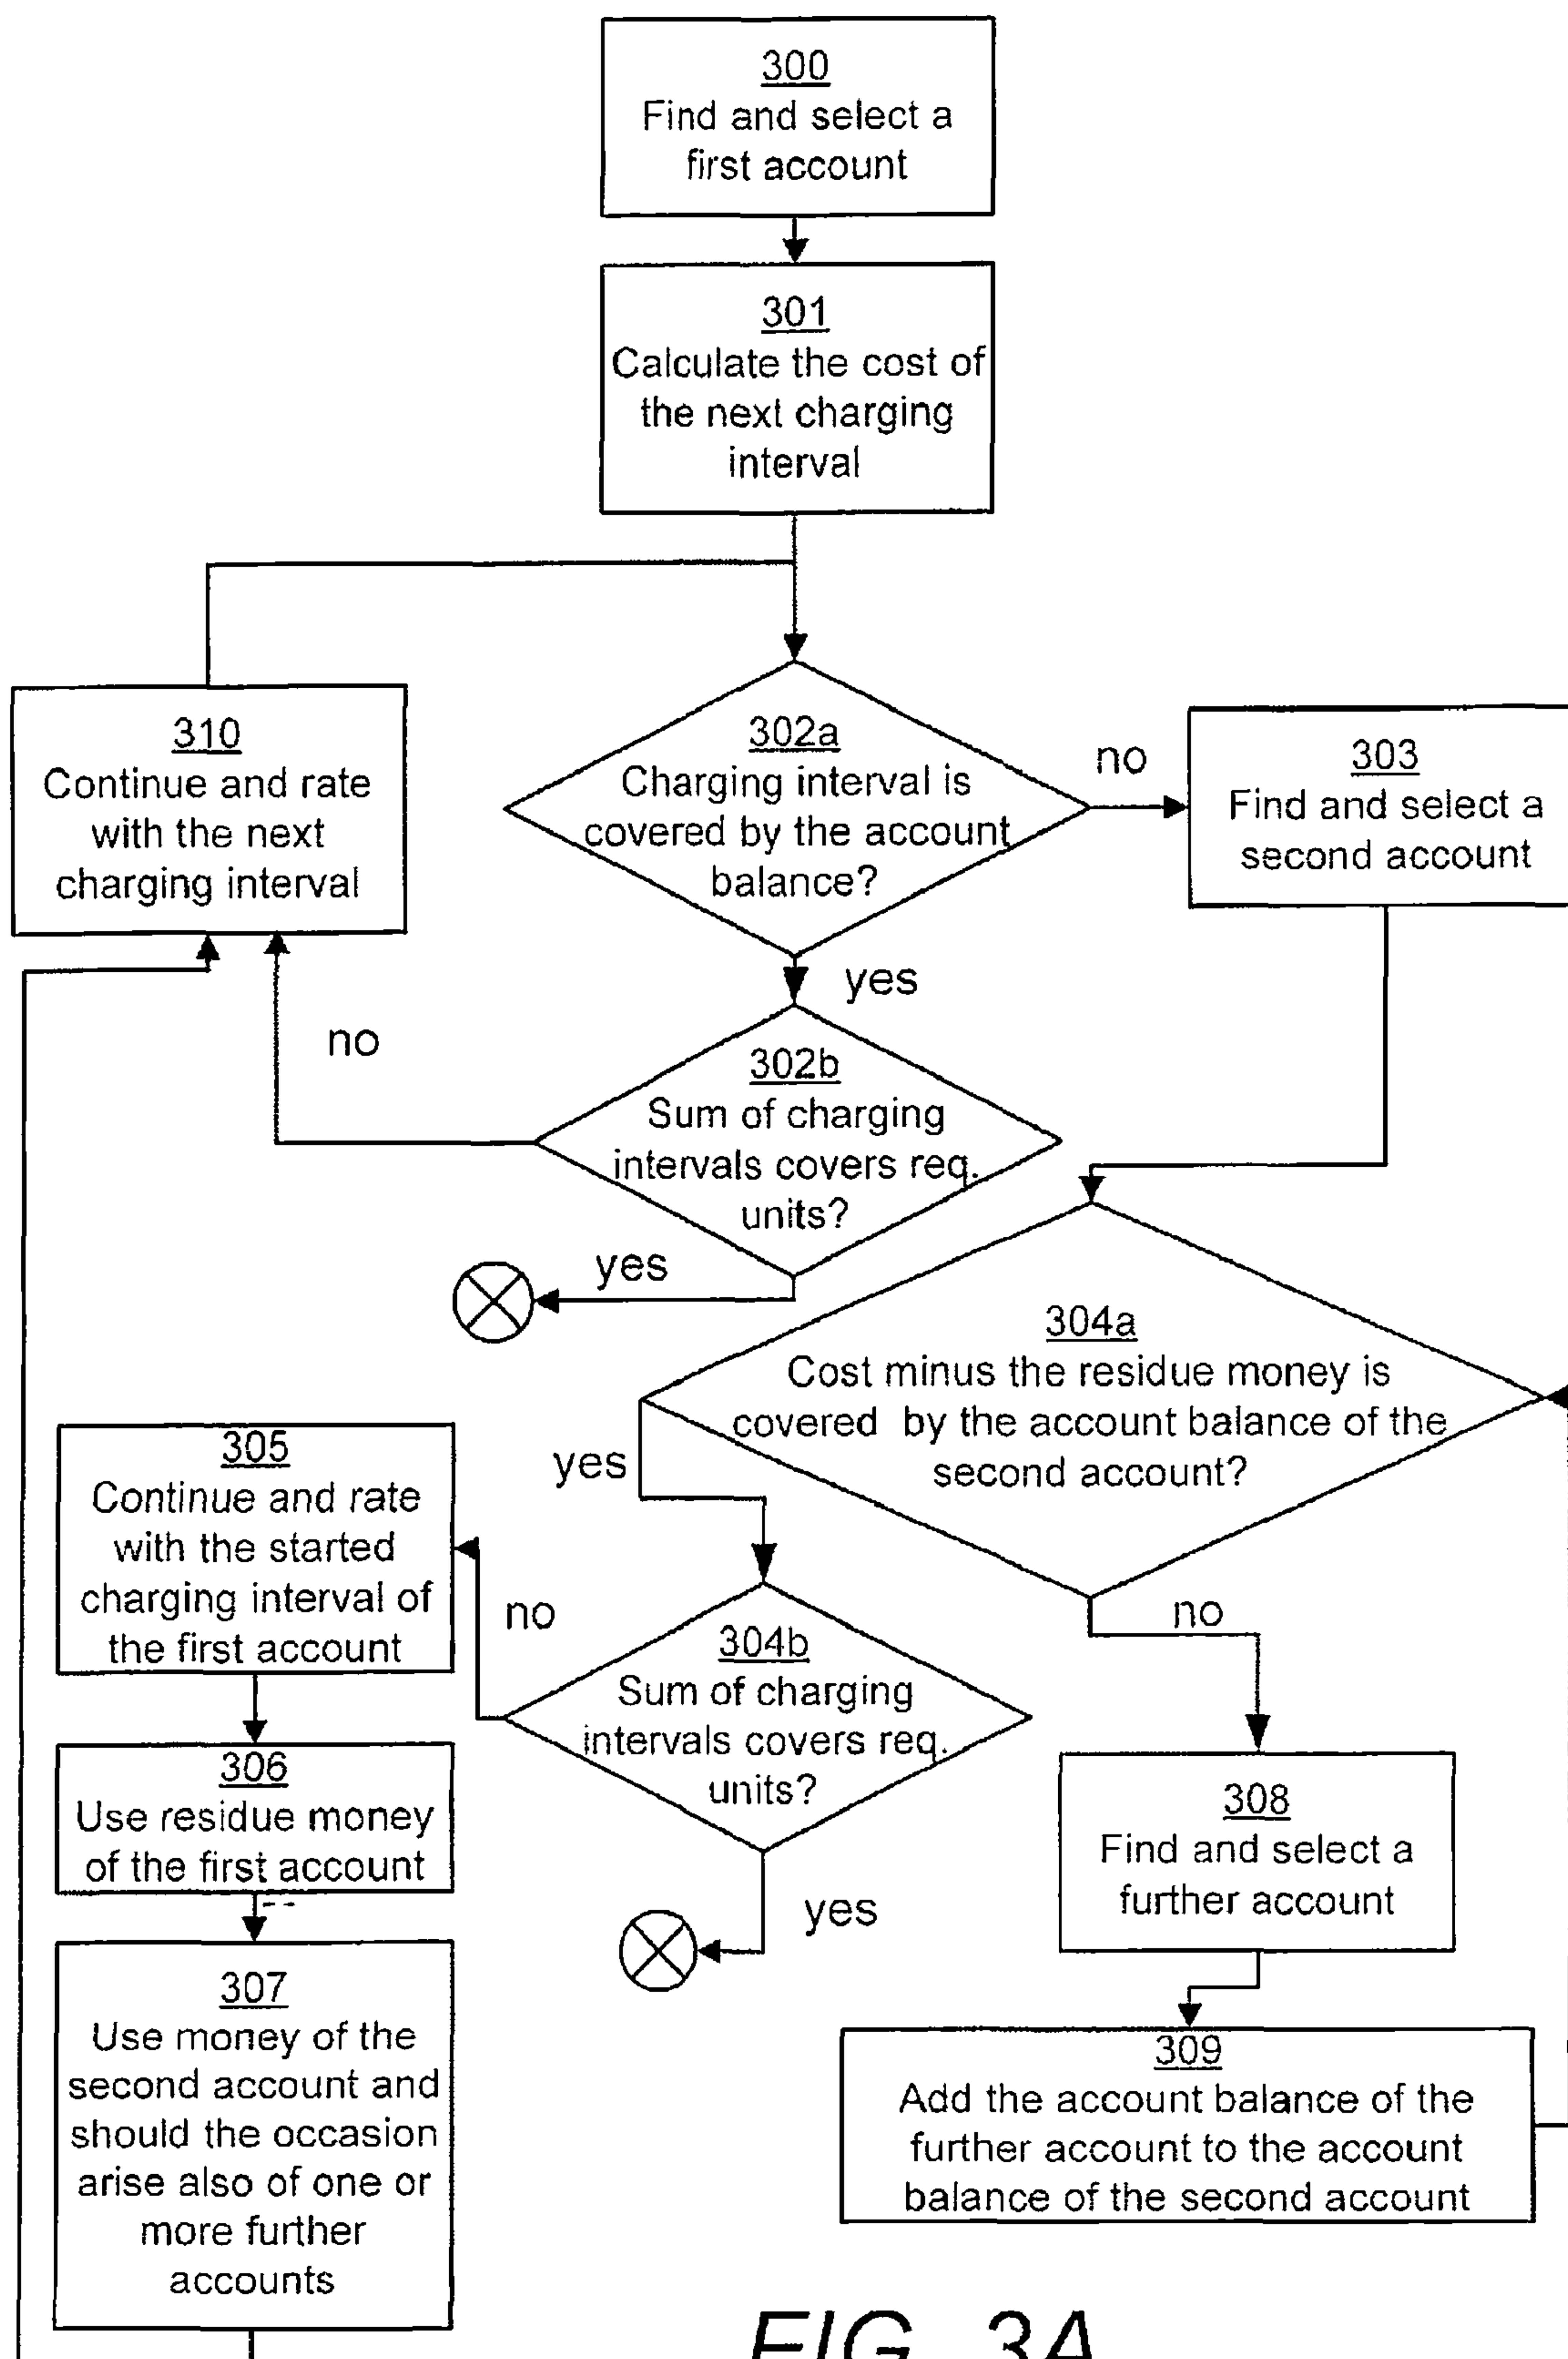 300
Find and select a
first account
301
Calculate the cost of
the next charging
interval
310
Continue and rate
with the next
charging interval
302a
Charging interval is
covered by the account
balance?
no
303
Find and select a
second account
yes
no
302b
Sum of charging
intervals covers req.
units?
yes
304a
Cost minus the residue money is
covered by the account balance of the
second account?
yes
305
Continue and rate
with the started
charging interval of
the first account
no
304b
Sum of charging
intervals covers req.
units?
no
306
Use residue money
of the first account
308
Find and select a
further account
yes
307
Use money of the
second account and
should the occasion
arise also of one or
more further
accounts
309
Add the account balance of the
further account to the account
balance of the second account
FIG. 3A